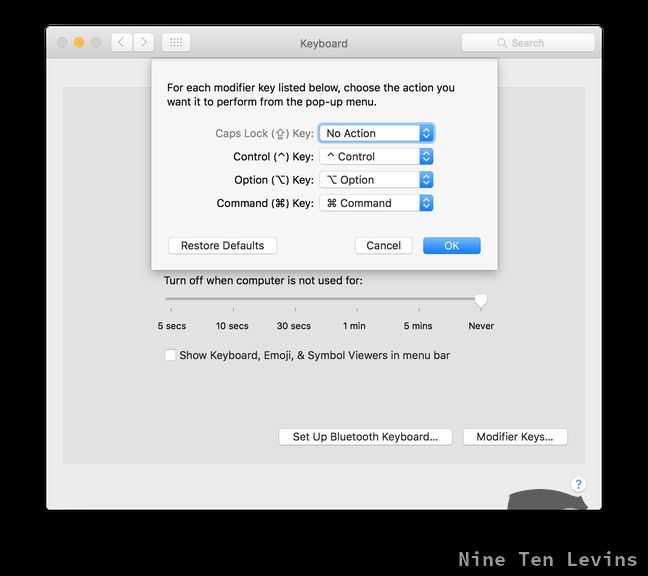 Keyboard
Search
For each modifier key listed below, choose the action you
want it to perform from the pop-up menu.
Caps Lock (⇪) Key: No Action
Control (^) Key: ^ Control
Option (⌥) Key: ⌥ Option
Command (⌘) Key: ⌘ Command
Restore Defaults Cancel OK
Turn off when computer is not used for:
5 secs 10 secs 30 secs 1 min 5 mins Never
Show Keyboard, Emoji, & Symbol Viewers in menu bar
Set Up Bluetooth Keyboard... Modifier Keys...
?
Nine Ten Levins